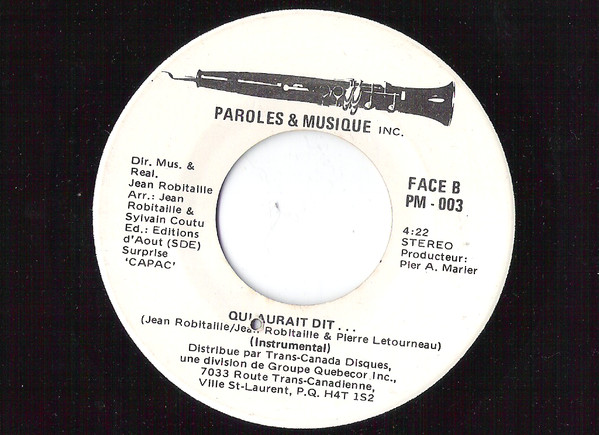 PAROLES & MUSIQUE INC.
Dir. Mus. &
Real.
Jean Robitaille
Arr.: Jean
Robitaille &
Sylvain Coutu
Ed.: Editions
d'Aout (SDE)
Surprise
'CAPAC'
FACE B
PM - 003
4:22
STEREO
Producteur:
Pier A. Marler
QUI AURAIT DIT . . .
(Jean Robitaille/Jean Robitaille & Pierre Letourneau)
(Instrumental)
Distribue par Trans-Canada Disques,
une division de Groupe Quebecor Inc.,
7033 Route Trans-Canadienne,
Ville St-Laurent, P.Q. H4T 1S2